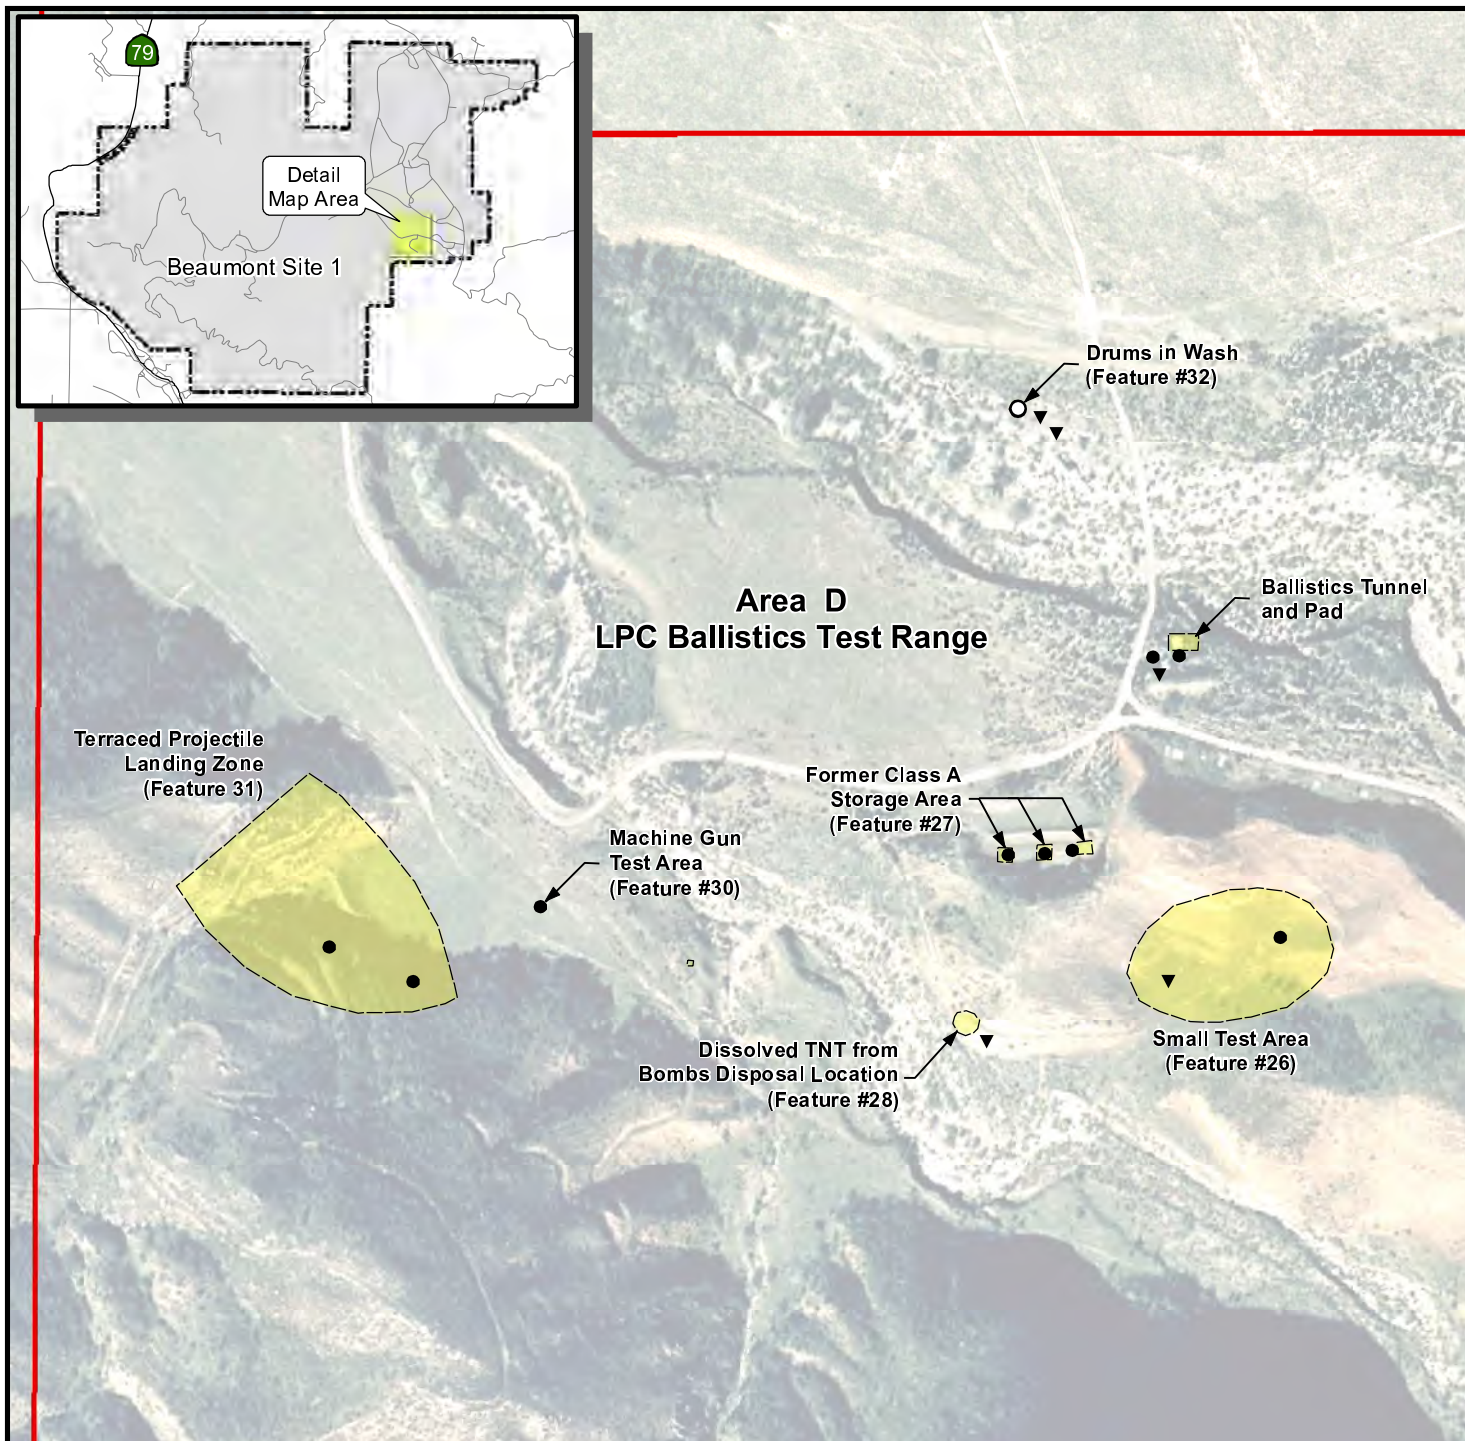 79
Detail
Map Area
Beaumont Site 1
Drums in Wash
(Feature #32)
Ballistics Tunnel
and Pad
Area D
LPC Ballistics Test Range
Terraced Projectile
Landing Zone
(Feature 31)
Former Class A
Storage Area
(Feature #27)
Machine Gun
Test Area
(Feature #30)
Small Test Area
(Feature #26)
Dissolved TNT from
Bombs Disposal Location
(Feature #28)